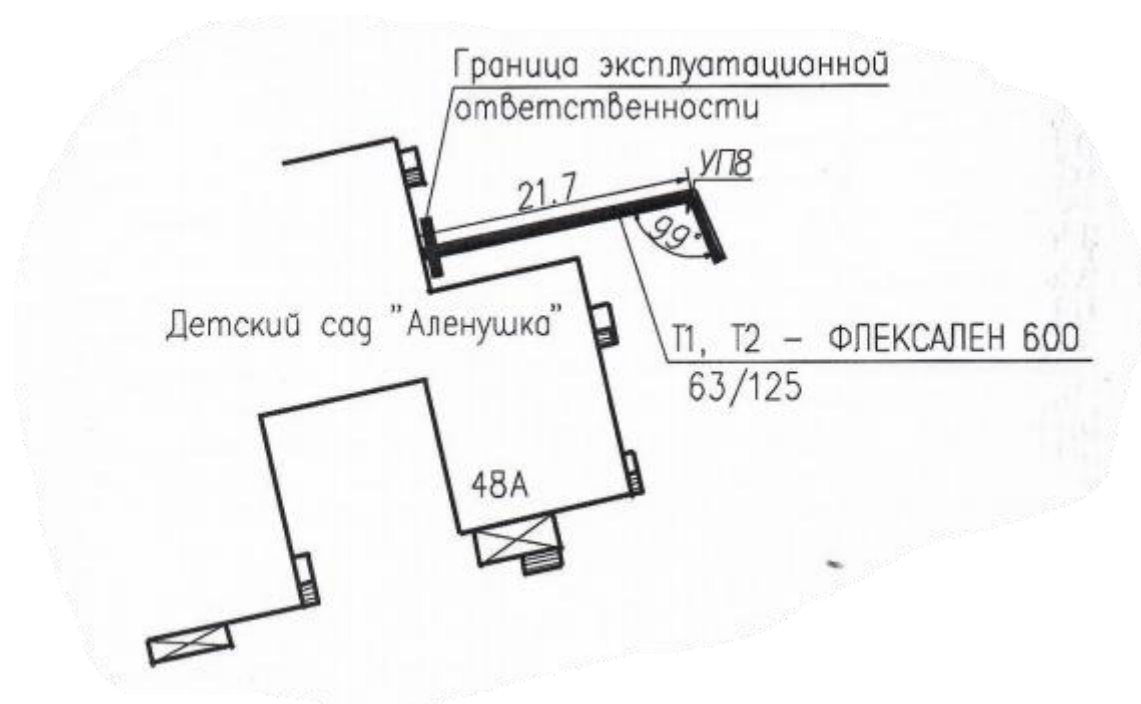 Граница эксплуатационной
ответственности
УП8
21.7
99°
Детский сад "Аленушка"
Т1, Т2 - ФЛЕКСАЛЕН 600
63/125
48А